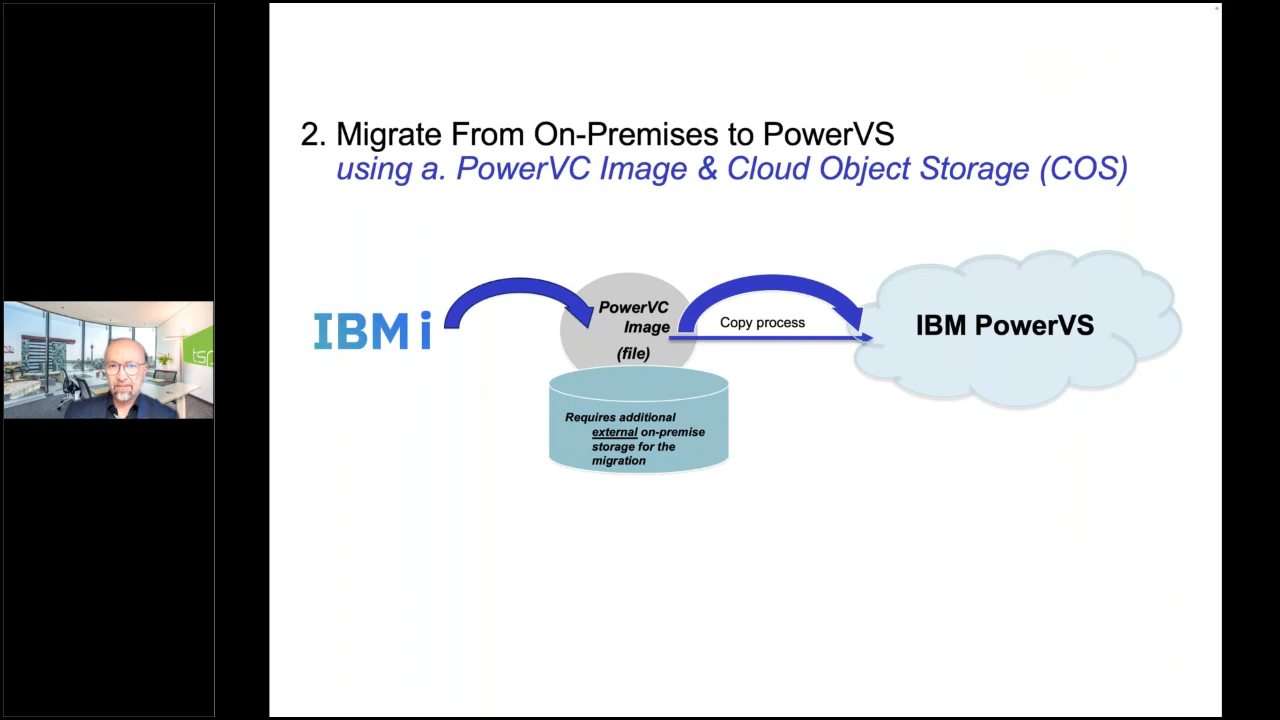 2. Migrate From On-Premises to PowerVS
using a. PowerVC Image & Cloud Object Storage (COS)
IBM i
PowerVC
Image
(file)
Copy process
IBM PowerVS
Requires additional
external on-premise
storage for the
migration